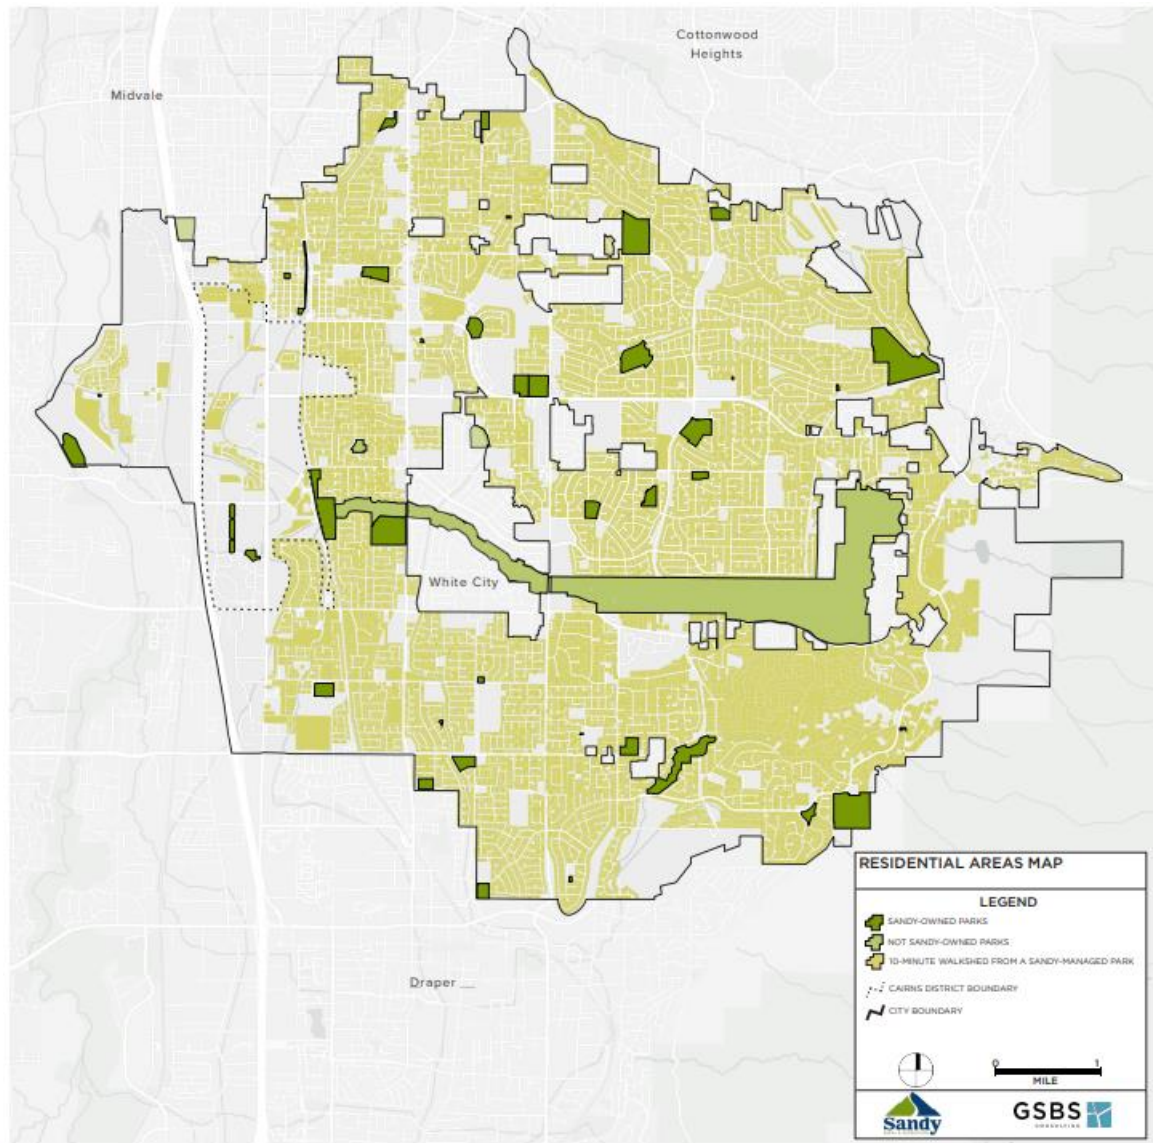 Cottonwood
Heights
Midvale
White City
Draper
RESIDENTIAL AREAS MAP
LEGEND
SANDY-OWNED PARKS
NOT SANDY-OWNED PARKS
10-MINUTE WALKSHED FROM A SANDY-MANAGED PARK
CAIRNS DISTRICT BOUNDARY
CITY BOUNDARY
0 1
MILE
Sandy
GSBS
CONSULTING